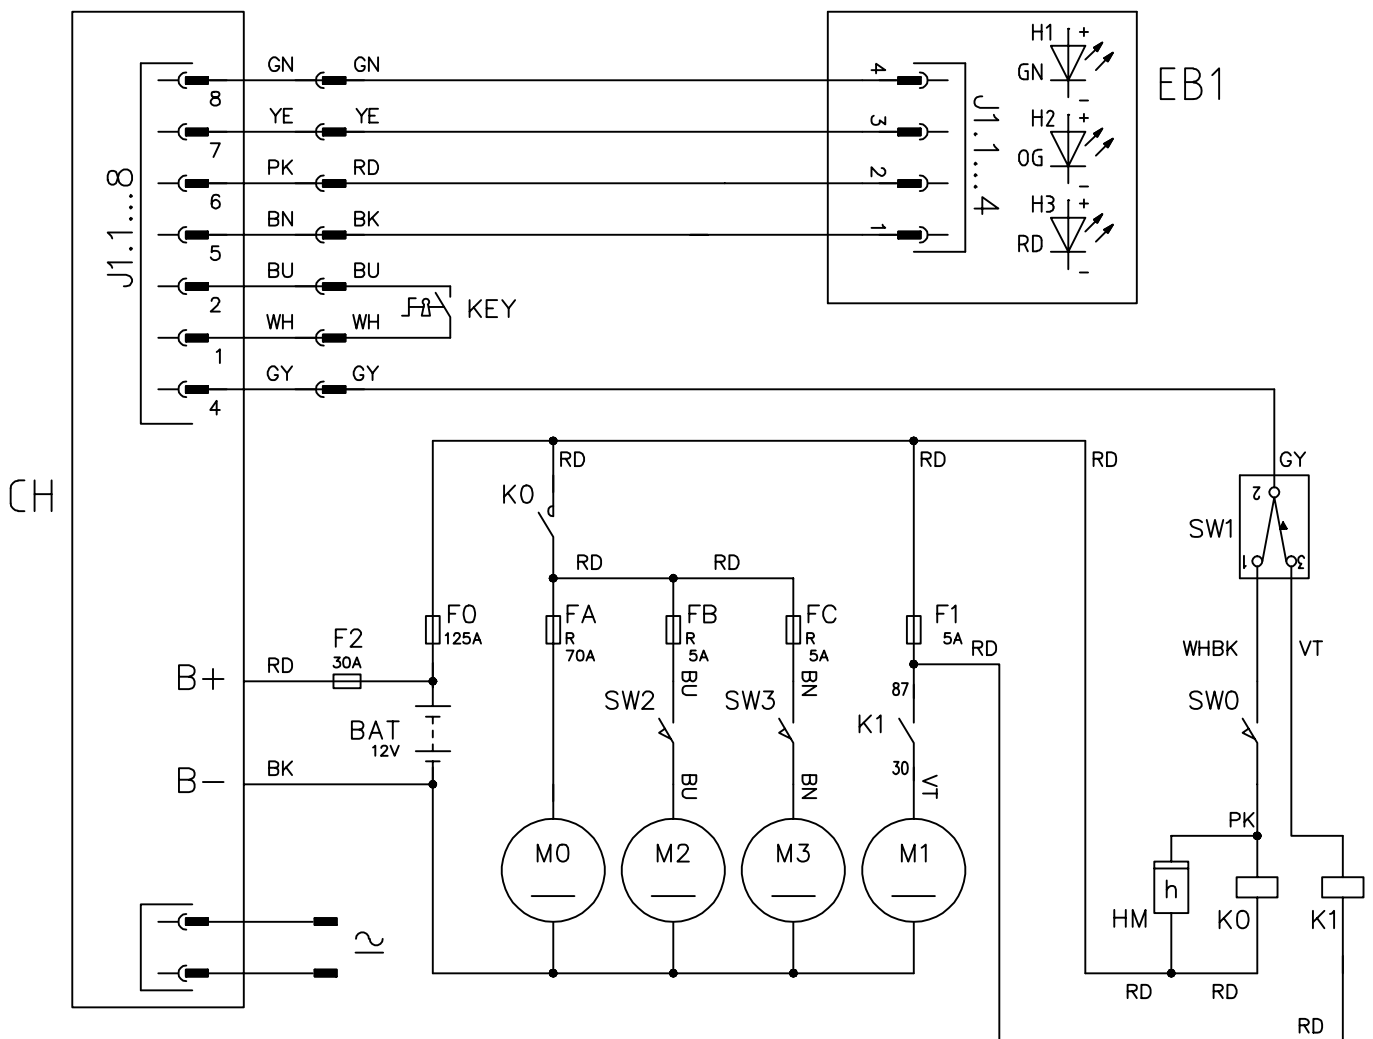 H1 +
GN GN 4 GN EB1
8 -
YE YE 3 H2 +
7 OG
J1.1...8 PK RD 2 J1.1...4 -
6 H3 +
BN BK 1 RD
5 -
BU BU
2 KEY
WH WH
1
GY GY
4
RD RD RD GY
CH K0 2
SW1
1 3
RD RD
F0 FA FB FC F1
125A R R R 5A
F2 70A 5A 5A RD WHBK VT
30A
B+ RD BU BN 87
SW2 SW3 K1 SW0
BAT
12V
B- BK BU BN 30 VT
PK
M0 M2 M3 M1
h
HM K0 K1
≃
RD RD
RD